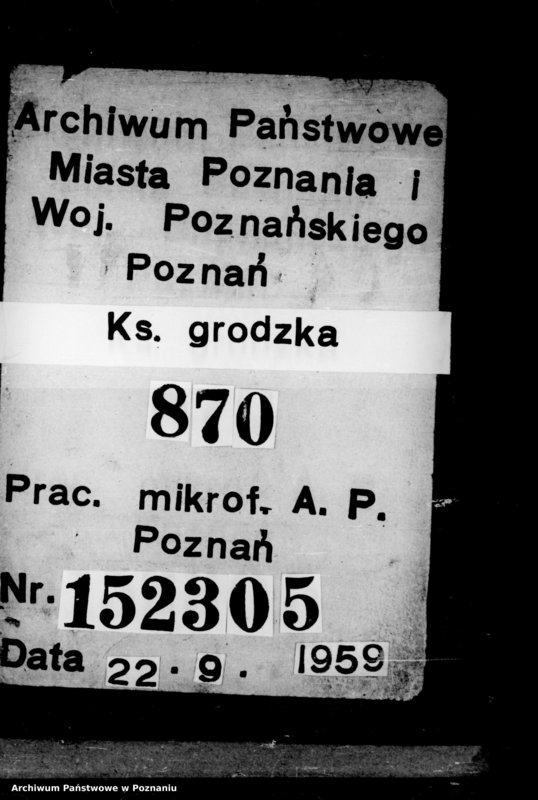 Archiwum Państwowe
Miasta Poznania i
Woj. Poznańskiego
Poznań
Ks. grodzka
870
Prac. mikrof. A. P.
Poznań
Nr. 152305
Data 22. 9. 1959
Archiwum Państwowe w Poznaniu